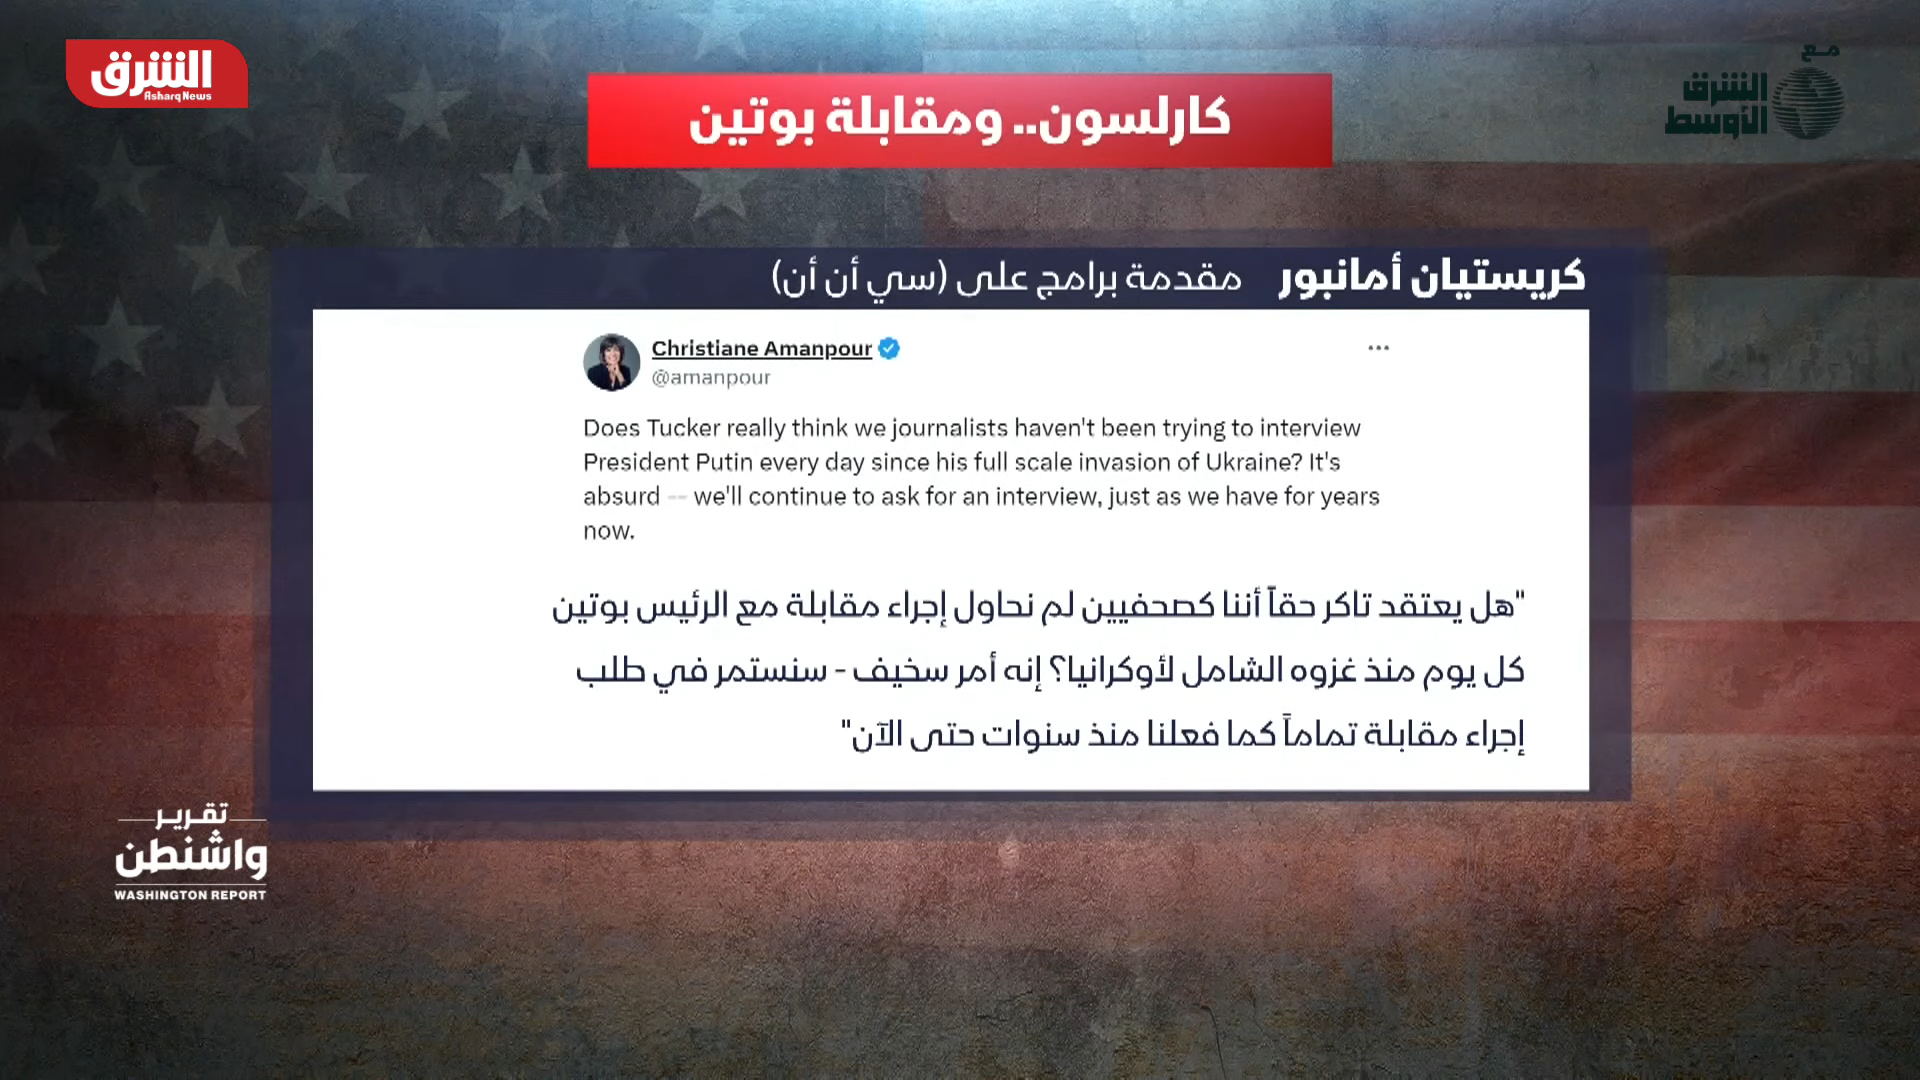 الشرق
Asharq News
مع
الشرق
الأوسط
كارلسون.. ومقابلة بوتين
كريستيان أمانبور مقدمة برامج على (سي أن أن)
Christiane Amanpour
@amanpour
Does Tucker really think we journalists haven't been trying to interview
President Putin every day since his full scale invasion of Ukraine? It's
absurd -- we'll continue to ask for an interview, just as we have for years
now.
"هل يعتقد تاكر حقاً أننا كصحفيين لم نحاول إجراء مقابلة مع الرئيس بوتين
كل يوم منذ غزوه الشامل لأوكرانيا؟ إنه أمر سخيف - سنستمر في طلب
إجراء مقابلة تماماً كما فعلنا منذ سنوات حتى الآن"
تقرير
واشنطن
WASHINGTON REPORT